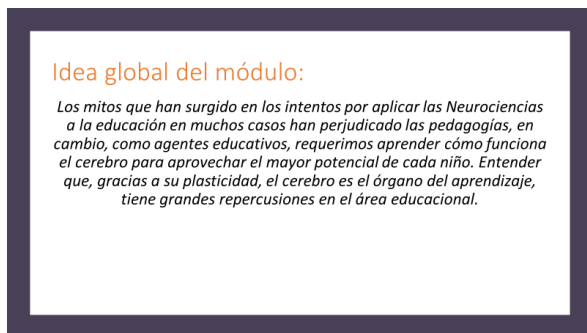 Idea global del módulo:
Los mitos que han surgido en los intentos por aplicar las Neurociencias
a la educación en muchos casos han perjudicado las pedagogías, en
cambio, como agentes educativos, requerimos aprender cómo funciona
el cerebro para aprovechar el mayor potencial de cada niño. Entender
que, gracias a su plasticidad, el cerebro es el órgano del aprendizaje,
tiene grandes repercusiones en el área educacional.